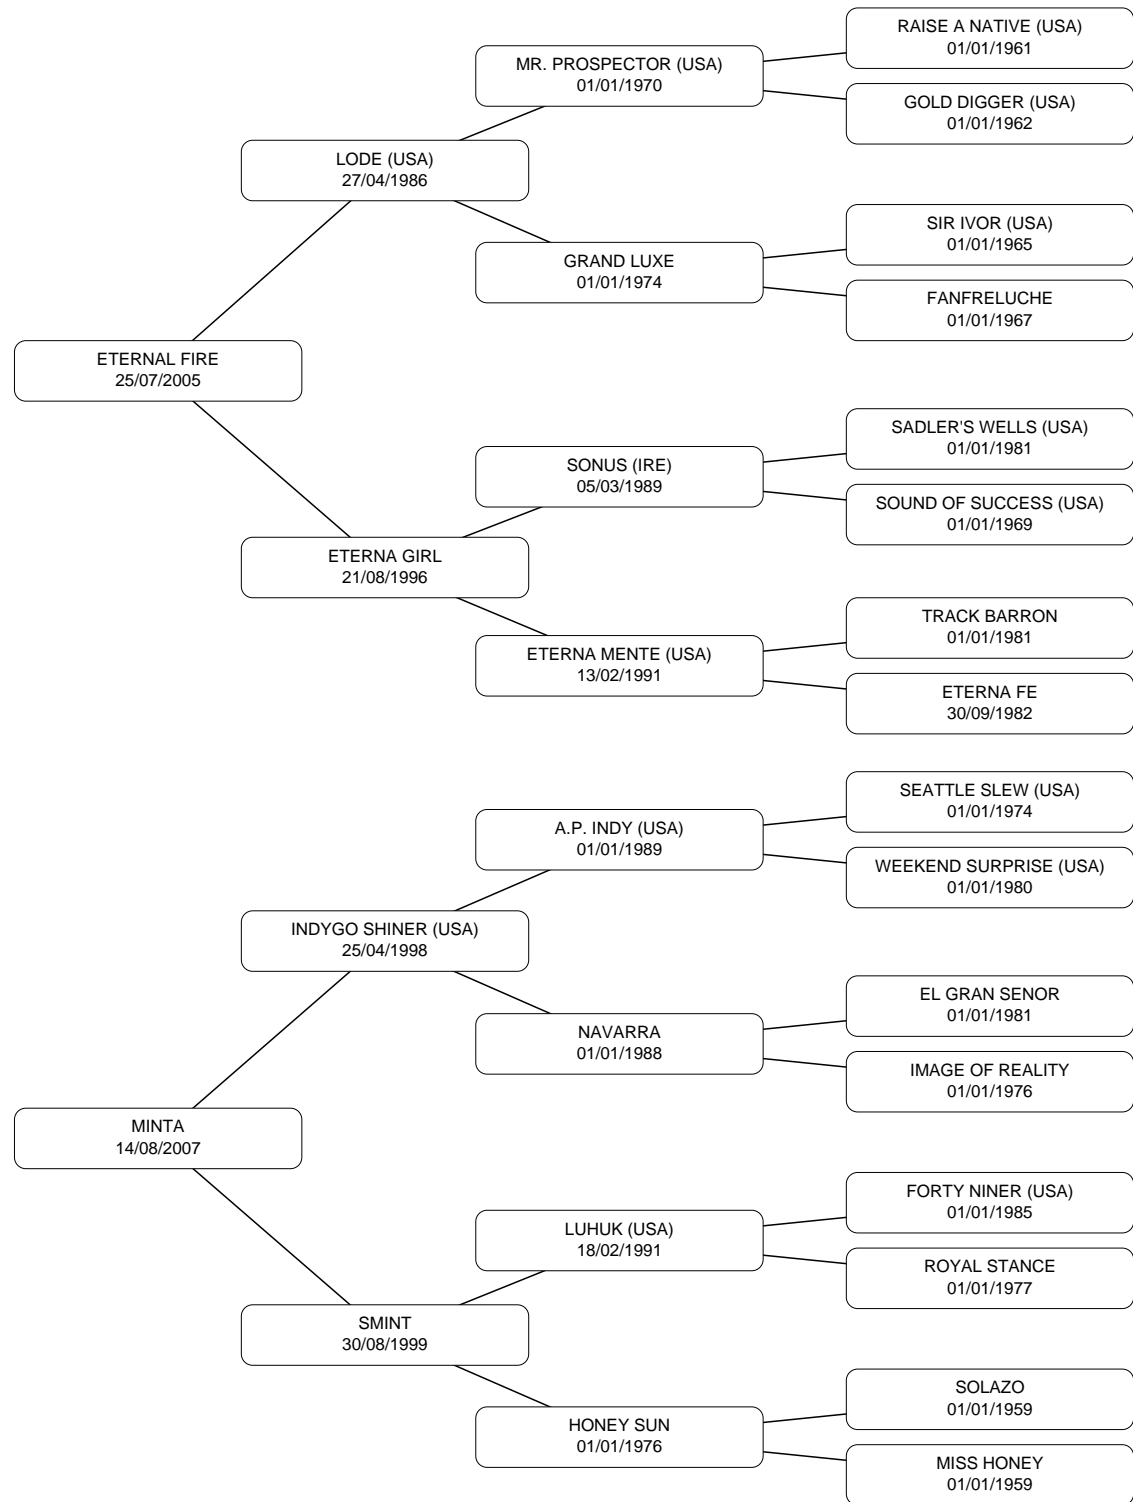 RAISE A NATIVE (USA)
01/01/1961
MR. PROSPECTOR (USA)
01/01/1970
GOLD DIGGER (USA)
01/01/1962
LODE (USA)
27/04/1986
SIR IVOR (USA)
01/01/1965
GRAND LUXE
01/01/1974
FANFRELUCHE
01/01/1967
ETERNAL FIRE
25/07/2005
SADLER'S WELLS (USA)
01/01/1981
SONUS (IRE)
05/03/1989
SOUND OF SUCCESS (USA)
01/01/1969
ETERNA GIRL
21/08/1996
TRACK BARRON
01/01/1981
ETERNA MENTE (USA)
13/02/1991
ETERNA FE
30/09/1982
SEATTLE SLEW (USA)
01/01/1974
A.P. INDY (USA)
01/01/1989
WEEKEND SURPRISE (USA)
01/01/1980
INDYGO SHINER (USA)
25/04/1998
EL GRAN SENOR
01/01/1981
NAVARRA
01/01/1988
IMAGE OF REALITY
01/01/1976
MINTA
14/08/2007
FORTY NINER (USA)
01/01/1985
LUHUK (USA)
18/02/1991
ROYAL STANCE
01/01/1977
SMINT
30/08/1999
SOLAZO
01/01/1959
HONEY SUN
01/01/1976
MISS HONEY
01/01/1959